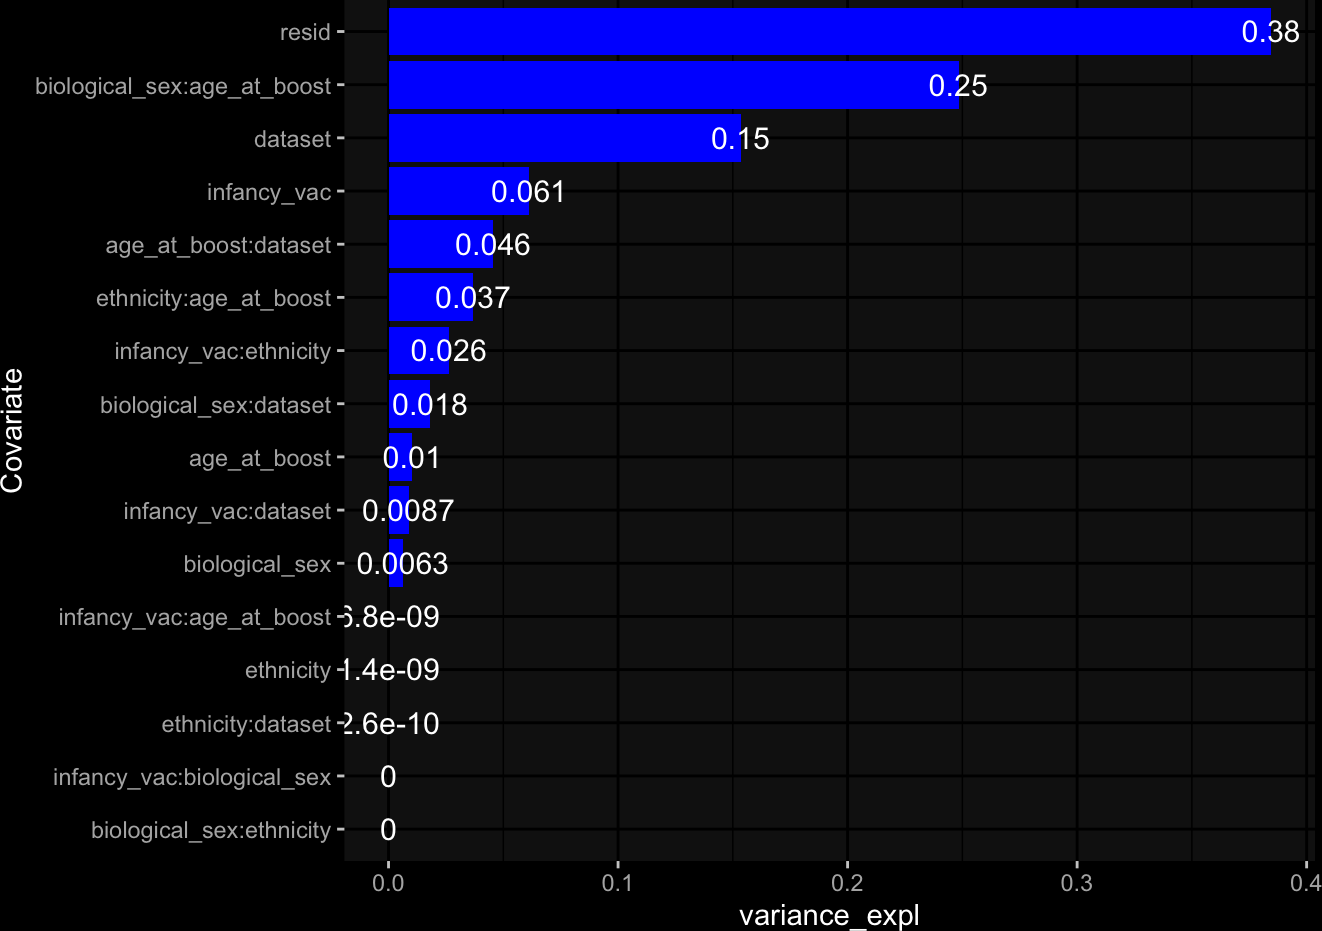 resid 0.38
biological_sex:age_at_boost 0.25
dataset 0.15
infancy_vac 0.061
age_at_boost:dataset 0.046
ethnicity:age_at_boost 0.037
infancy_vac:ethnicity 0.026
biological_sex:dataset 0.018
age_at_boost 0.01
infancy_vac:dataset 0.0087
biological_sex 0.0063
infancy_vac:age_at_boost 6.8e-09
ethnicity 1.4e-09
ethnicity:dataset 2.6e-10
infancy_vac:biological_sex 0
biological_sex:ethnicity 0
Covariate
0.0 0.1 0.2 0.3 0.4
variance_expl